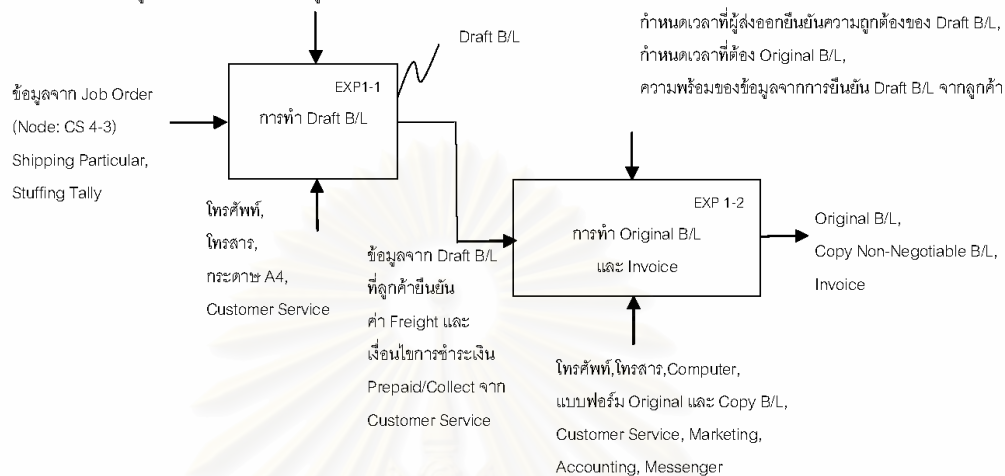 กำหนดเวลาที่ผู้ส่งออกยืนยันความถูกต้องของ Draft B/L,
กำหนดเวลาที่ต้อง Original B/L,
ความพร้อมของข้อมูลจากการยืนยัน Draft B/L จากลูกค้า
Draft B/L
ข้อมูลจาก Job Order
(Node: CS 4-3)
Shipping Particular,
Stuffing Tally
EXP1-1
การทำ Draft B/L
โทรศัพท์,
โทรสาร,
กระดาษ A4,
Customer Service
ข้อมูลจาก Draft B/L
ที่ลูกค้ายืนยัน
ค่า Freight และ
เงื่อนไขการชำระเงิน
Prepaid/Collect จาก
Customer Service
EXP 1-2
การทำ Original B/L
และ Invoice
Original B/L,
Copy Non-Negotiable B/L,
Invoice
โทรศัพท์,โทรสาร,Computer,
แบบฟอร์ม Original และ Copy B/L,
Customer Service, Marketing,
Accounting, Messenger